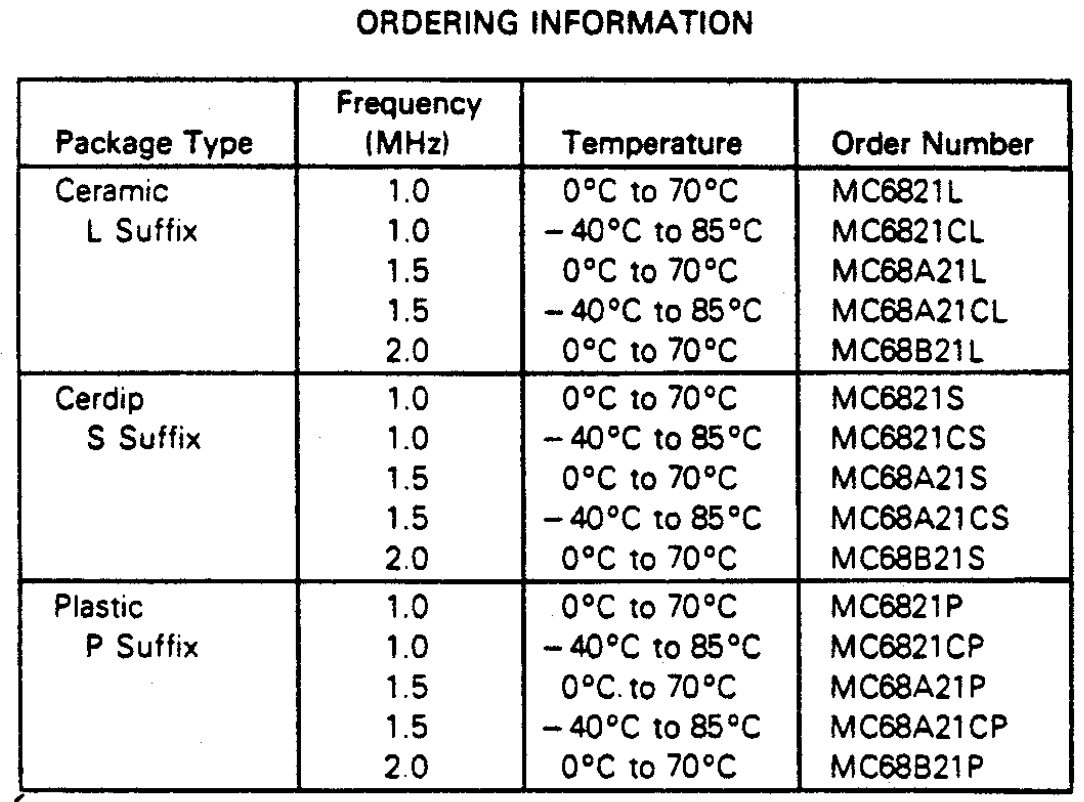 ORDERING INFORMATION
Package Type Frequency (MHz) Temperature Order Number
Ceramic 1.0 0°C to 70°C MC6821L
L Suffix 1.0 –40°C to 85°C MC6821CL
1.5 0°C to 70°C MC68A21L
1.5 –40°C to 85°C MC68A21CL
2.0 0°C to 70°C MC68B21L
Cerdip 1.0 0°C to 70°C MC6821S
S Suffix 1.0 –40°C to 85°C MC6821CS
1.5 0°C to 70°C MC68A21S
1.5 –40°C to 85°C MC68A21CS
2.0 0°C to 70°C MC68B21S
Plastic 1.0 0°C to 70°C MC6821P
P Suffix 1.0 –40°C to 85°C MC6821CP
1.5 0°C to 70°C MC68A21P
1.5 –40°C to 85°C MC68A21CP
2.0 0°C to 70°C MC68B21P